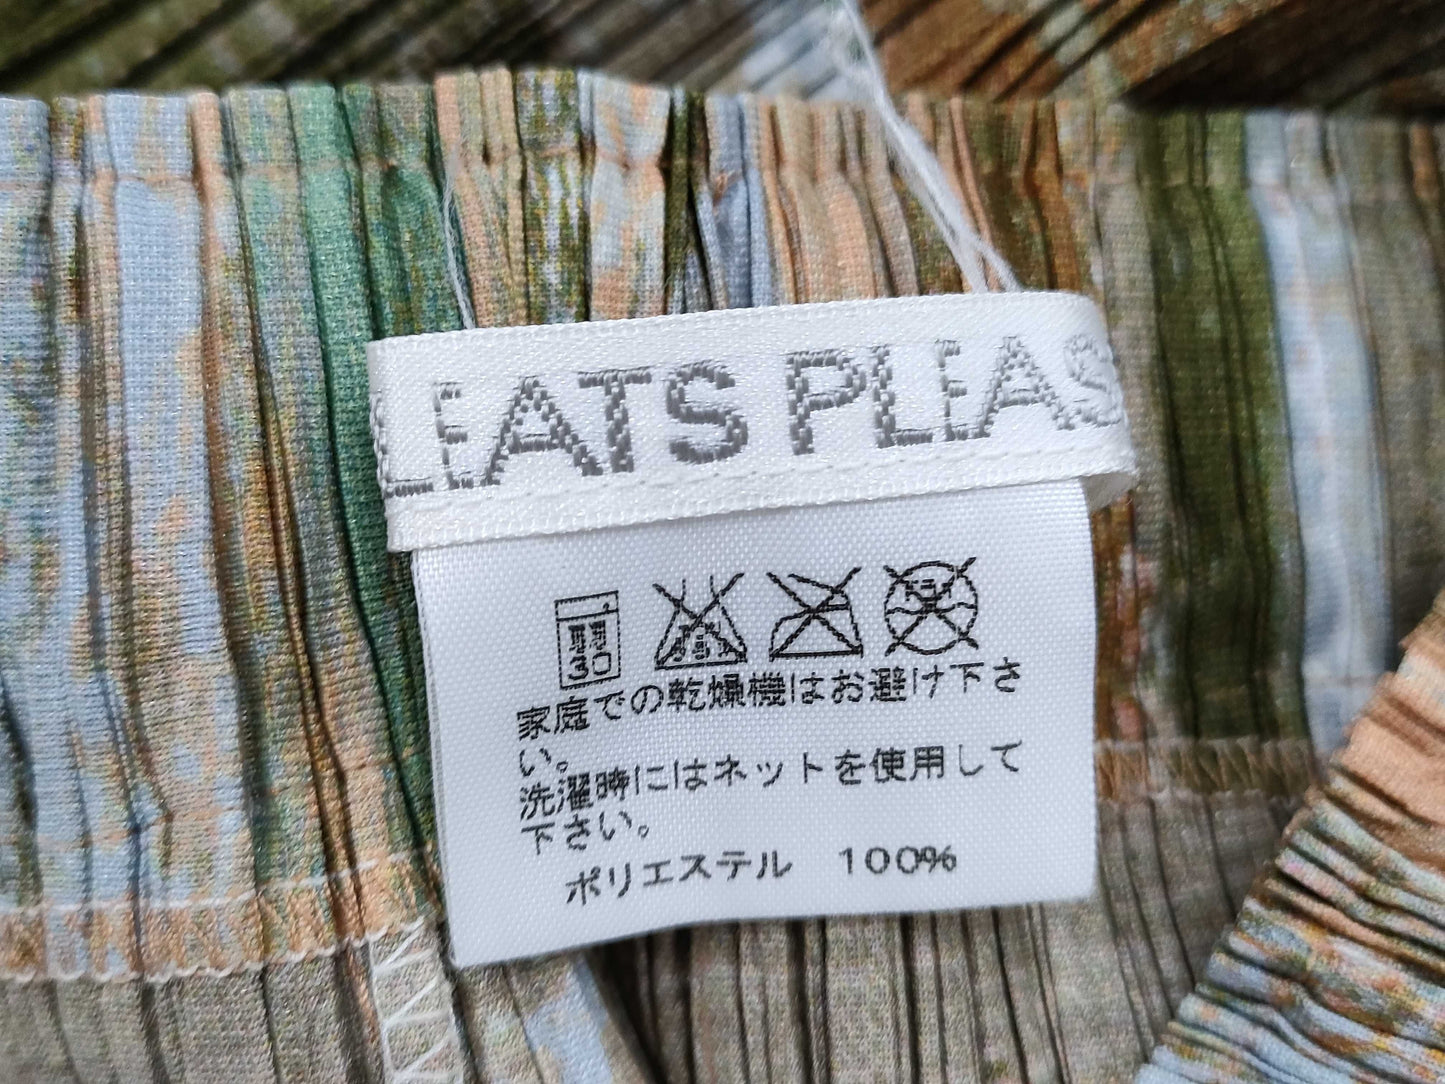 LEATS PLEAS
30
家庭での乾燥機はお避け下さ
い。
洗濯時にはネットを使用して
下さい。
ポリエステル 100%